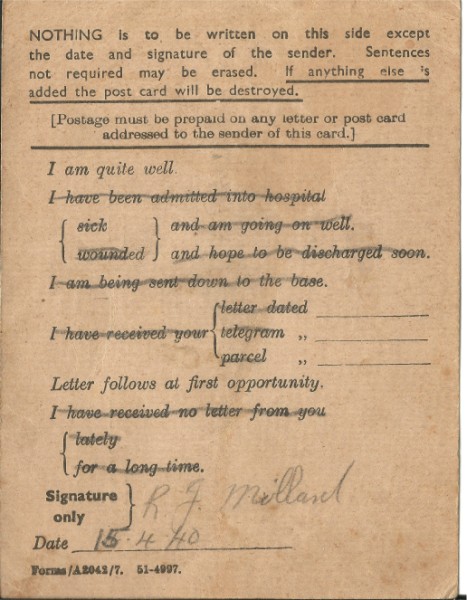 NOTHING is to be written on this side except
the date and signature of the sender. Sentences
not required may be erased. If anything else is
added the post card will be destroyed.
[Postage must be prepaid on any letter or post card
addressed to the sender of this card.]
I am quite well.
I have been admitted into hospital
{ sick } and am going on well.
{ wounded } and hope to be discharged soon.
I am being sent down to the base.
{ letter dated
I have received your { telegram „
{ parcel „
Letter follows at first opportunity.
I have received no letter from you
{ lately
{ for a long time.
Signature
only } R J Millard
Date 15.4.40
Forms/A2042/7. 51-4997.